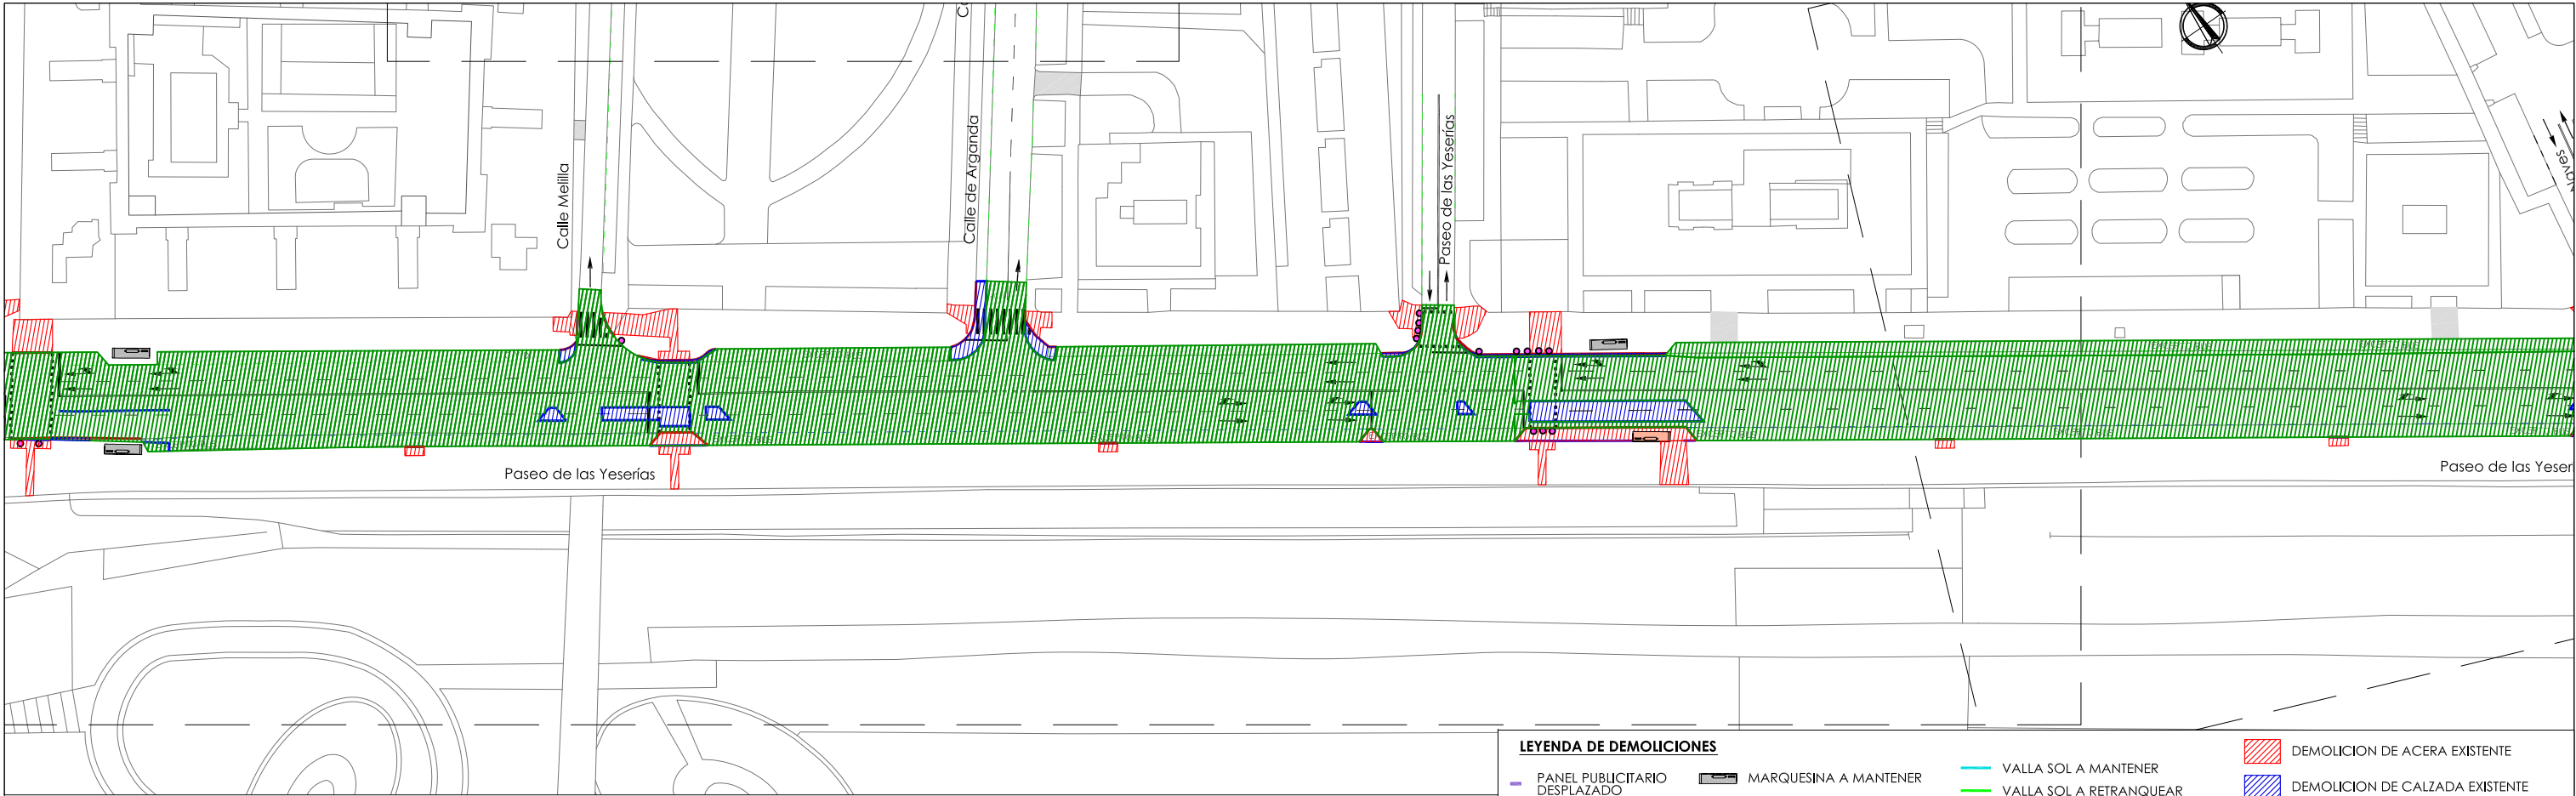 Calle Melilla
Calle de Arganda
Paseo de las Yeserías
Paseo de las Yeserías
Paseo de las Yeser
LEYENDA DE DEMOLICIONES
PANEL PUBLICITARIO
DESPLAZADO
MARQUESINA A MANTENER
VALLA SOL A MANTENER
VALLA SOL A RETRANQUEAR
DEMOLICION DE ACERA EXISTENTE
DEMOLICION DE CALZADA EXISTENTE